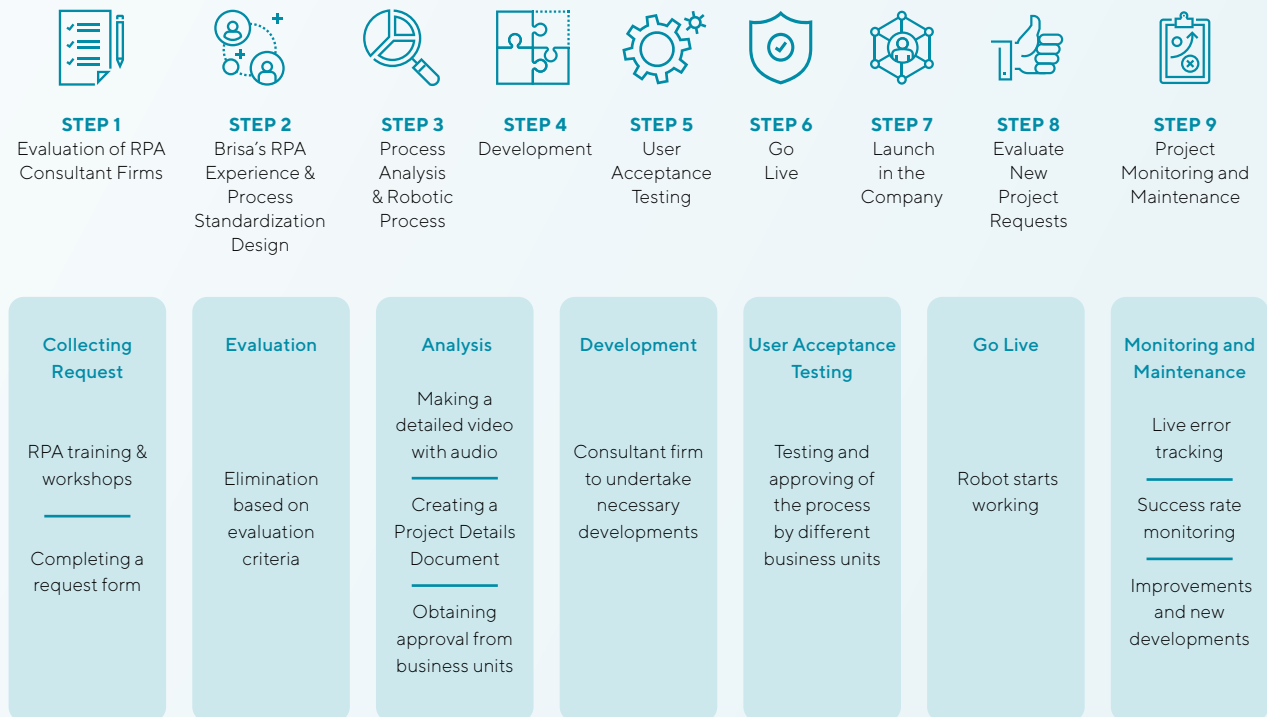 STEP 1
Evaluation of RPA
Consultant Firms
STEP 2
Brisa's RPA
Experience &
Process
Standardization
Design
STEP 3
Process
Analysis
& Robotic
Process
STEP 4
Development
STEP 5
User
Acceptance
Testing
STEP 6
Go
Live
STEP 7
Launch
in the
Company
STEP 8
Evaluate
New
Project
Requests
STEP 9
Project
Monitoring and
Maintenance
Collecting
Request
RPA training &
workshops
Completing a
request form
Evaluation
Elimination
based on
evaluation
criteria
Analysis
Making a
detailed video
with audio
Creating a
Project Details
Document
Obtaining
approval from
business units
Development
Consultant firm
to undertake
necessary
developments
User Acceptance
Testing
Testing and
approving of
the process
by different
business units
Go Live
Robot starts
working
Monitoring and
Maintenance
Live error
tracking
Success rate
monitoring
Improvements
and new
developments